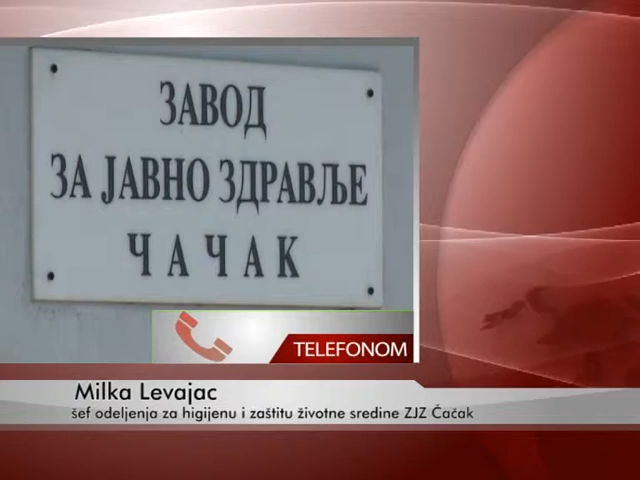 ЗАВОД
ЗА ЈАВНО ЗДРАВЉЕ
ЧАЧАК
TELEFONOM
Milka Levajac
šef odeljenja za higijenu i zaštitu životne sredine ZJZ Čačak